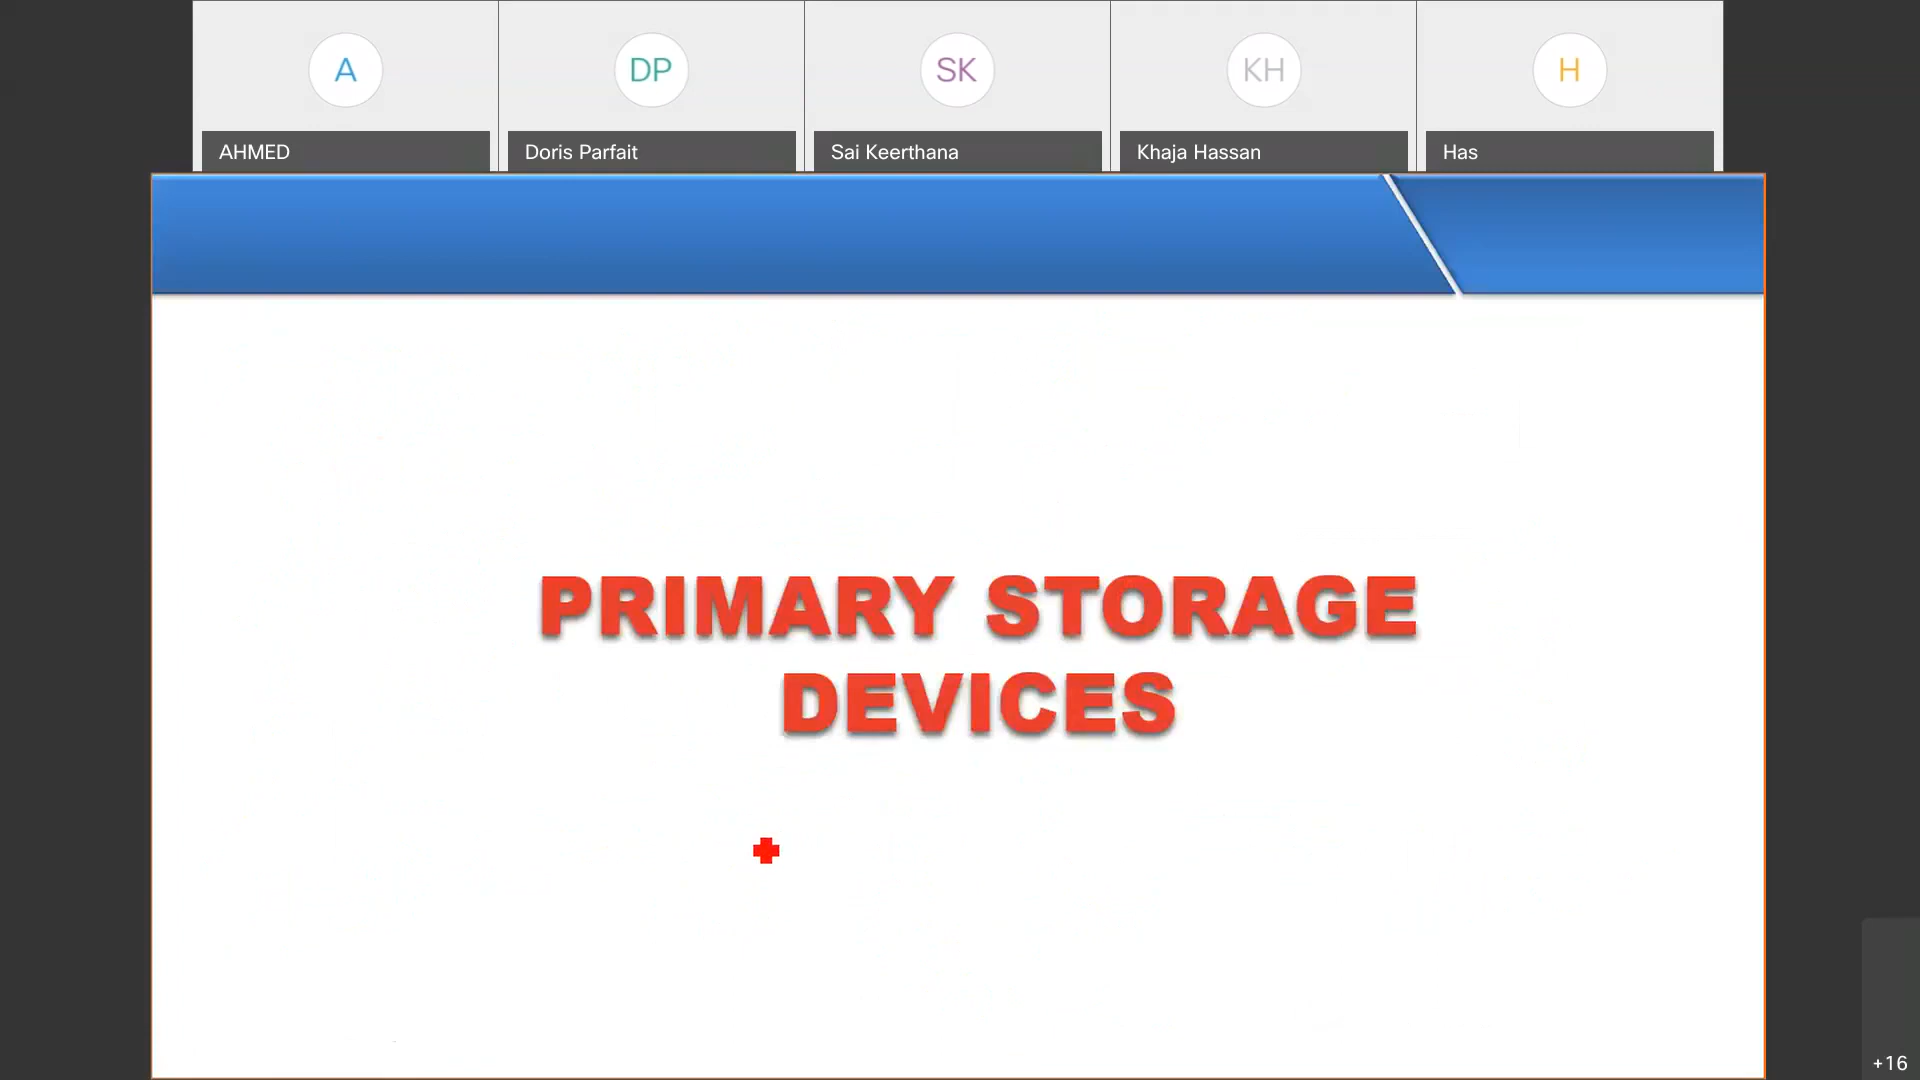 A
DP
SK
KH
H
AHMED
Doris Parfait
Sai Keerthana
Khaja Hassan
Has
PRIMARY STORAGE
DEVICES
+16